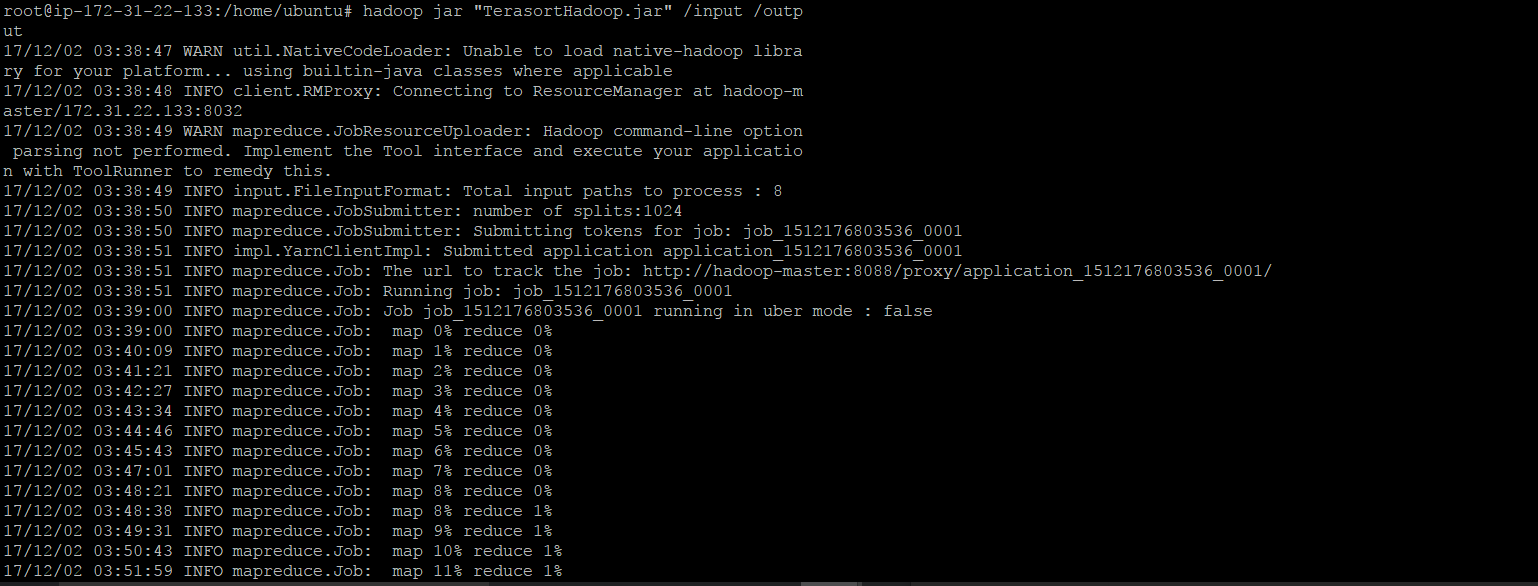 root@ip-172-31-22-133:/home/ubuntu# hadoop jar "TerasortHadoop.jar" /input /outp
ut
17/12/02 03:38:47 WARN util.NativeCodeLoader: Unable to load native-hadoop libra
ry for your platform... using builtin-java classes where applicable
17/12/02 03:38:48 INFO client.RMProxy: Connecting to ResourceManager at hadoop-m
aster/172.31.22.133:8032
17/12/02 03:38:49 WARN mapreduce.JobResourceUploader: Hadoop command-line option
 parsing not performed. Implement the Tool interface and execute your applicatio
n with ToolRunner to remedy this.
17/12/02 03:38:49 INFO input.FileInputFormat: Total input paths to process : 8
17/12/02 03:38:50 INFO mapreduce.JobSubmitter: number of splits:1024
17/12/02 03:38:50 INFO mapreduce.JobSubmitter: Submitting tokens for job: job_1512176803536_0001
17/12/02 03:38:51 INFO impl.YarnClientImpl: Submitted application application_1512176803536_0001
17/12/02 03:38:51 INFO mapreduce.Job: The url to track the job: http://hadoop-master:8088/proxy/application_1512176803536_0001/
17/12/02 03:38:51 INFO mapreduce.Job: Running job: job_1512176803536_0001
17/12/02 03:39:00 INFO mapreduce.Job: Job job_1512176803536_0001 running in uber mode : false
17/12/02 03:39:00 INFO mapreduce.Job:  map 0% reduce 0%
17/12/02 03:40:09 INFO mapreduce.Job:  map 1% reduce 0%
17/12/02 03:41:21 INFO mapreduce.Job:  map 2% reduce 0%
17/12/02 03:42:27 INFO mapreduce.Job:  map 3% reduce 0%
17/12/02 03:43:34 INFO mapreduce.Job:  map 4% reduce 0%
17/12/02 03:44:46 INFO mapreduce.Job:  map 5% reduce 0%
17/12/02 03:45:43 INFO mapreduce.Job:  map 6% reduce 0%
17/12/02 03:47:01 INFO mapreduce.Job:  map 7% reduce 0%
17/12/02 03:48:21 INFO mapreduce.Job:  map 8% reduce 0%
17/12/02 03:48:38 INFO mapreduce.Job:  map 8% reduce 1%
17/12/02 03:49:31 INFO mapreduce.Job:  map 9% reduce 1%
17/12/02 03:50:43 INFO mapreduce.Job:  map 10% reduce 1%
17/12/02 03:51:59 INFO mapreduce.Job:  map 11% reduce 1%